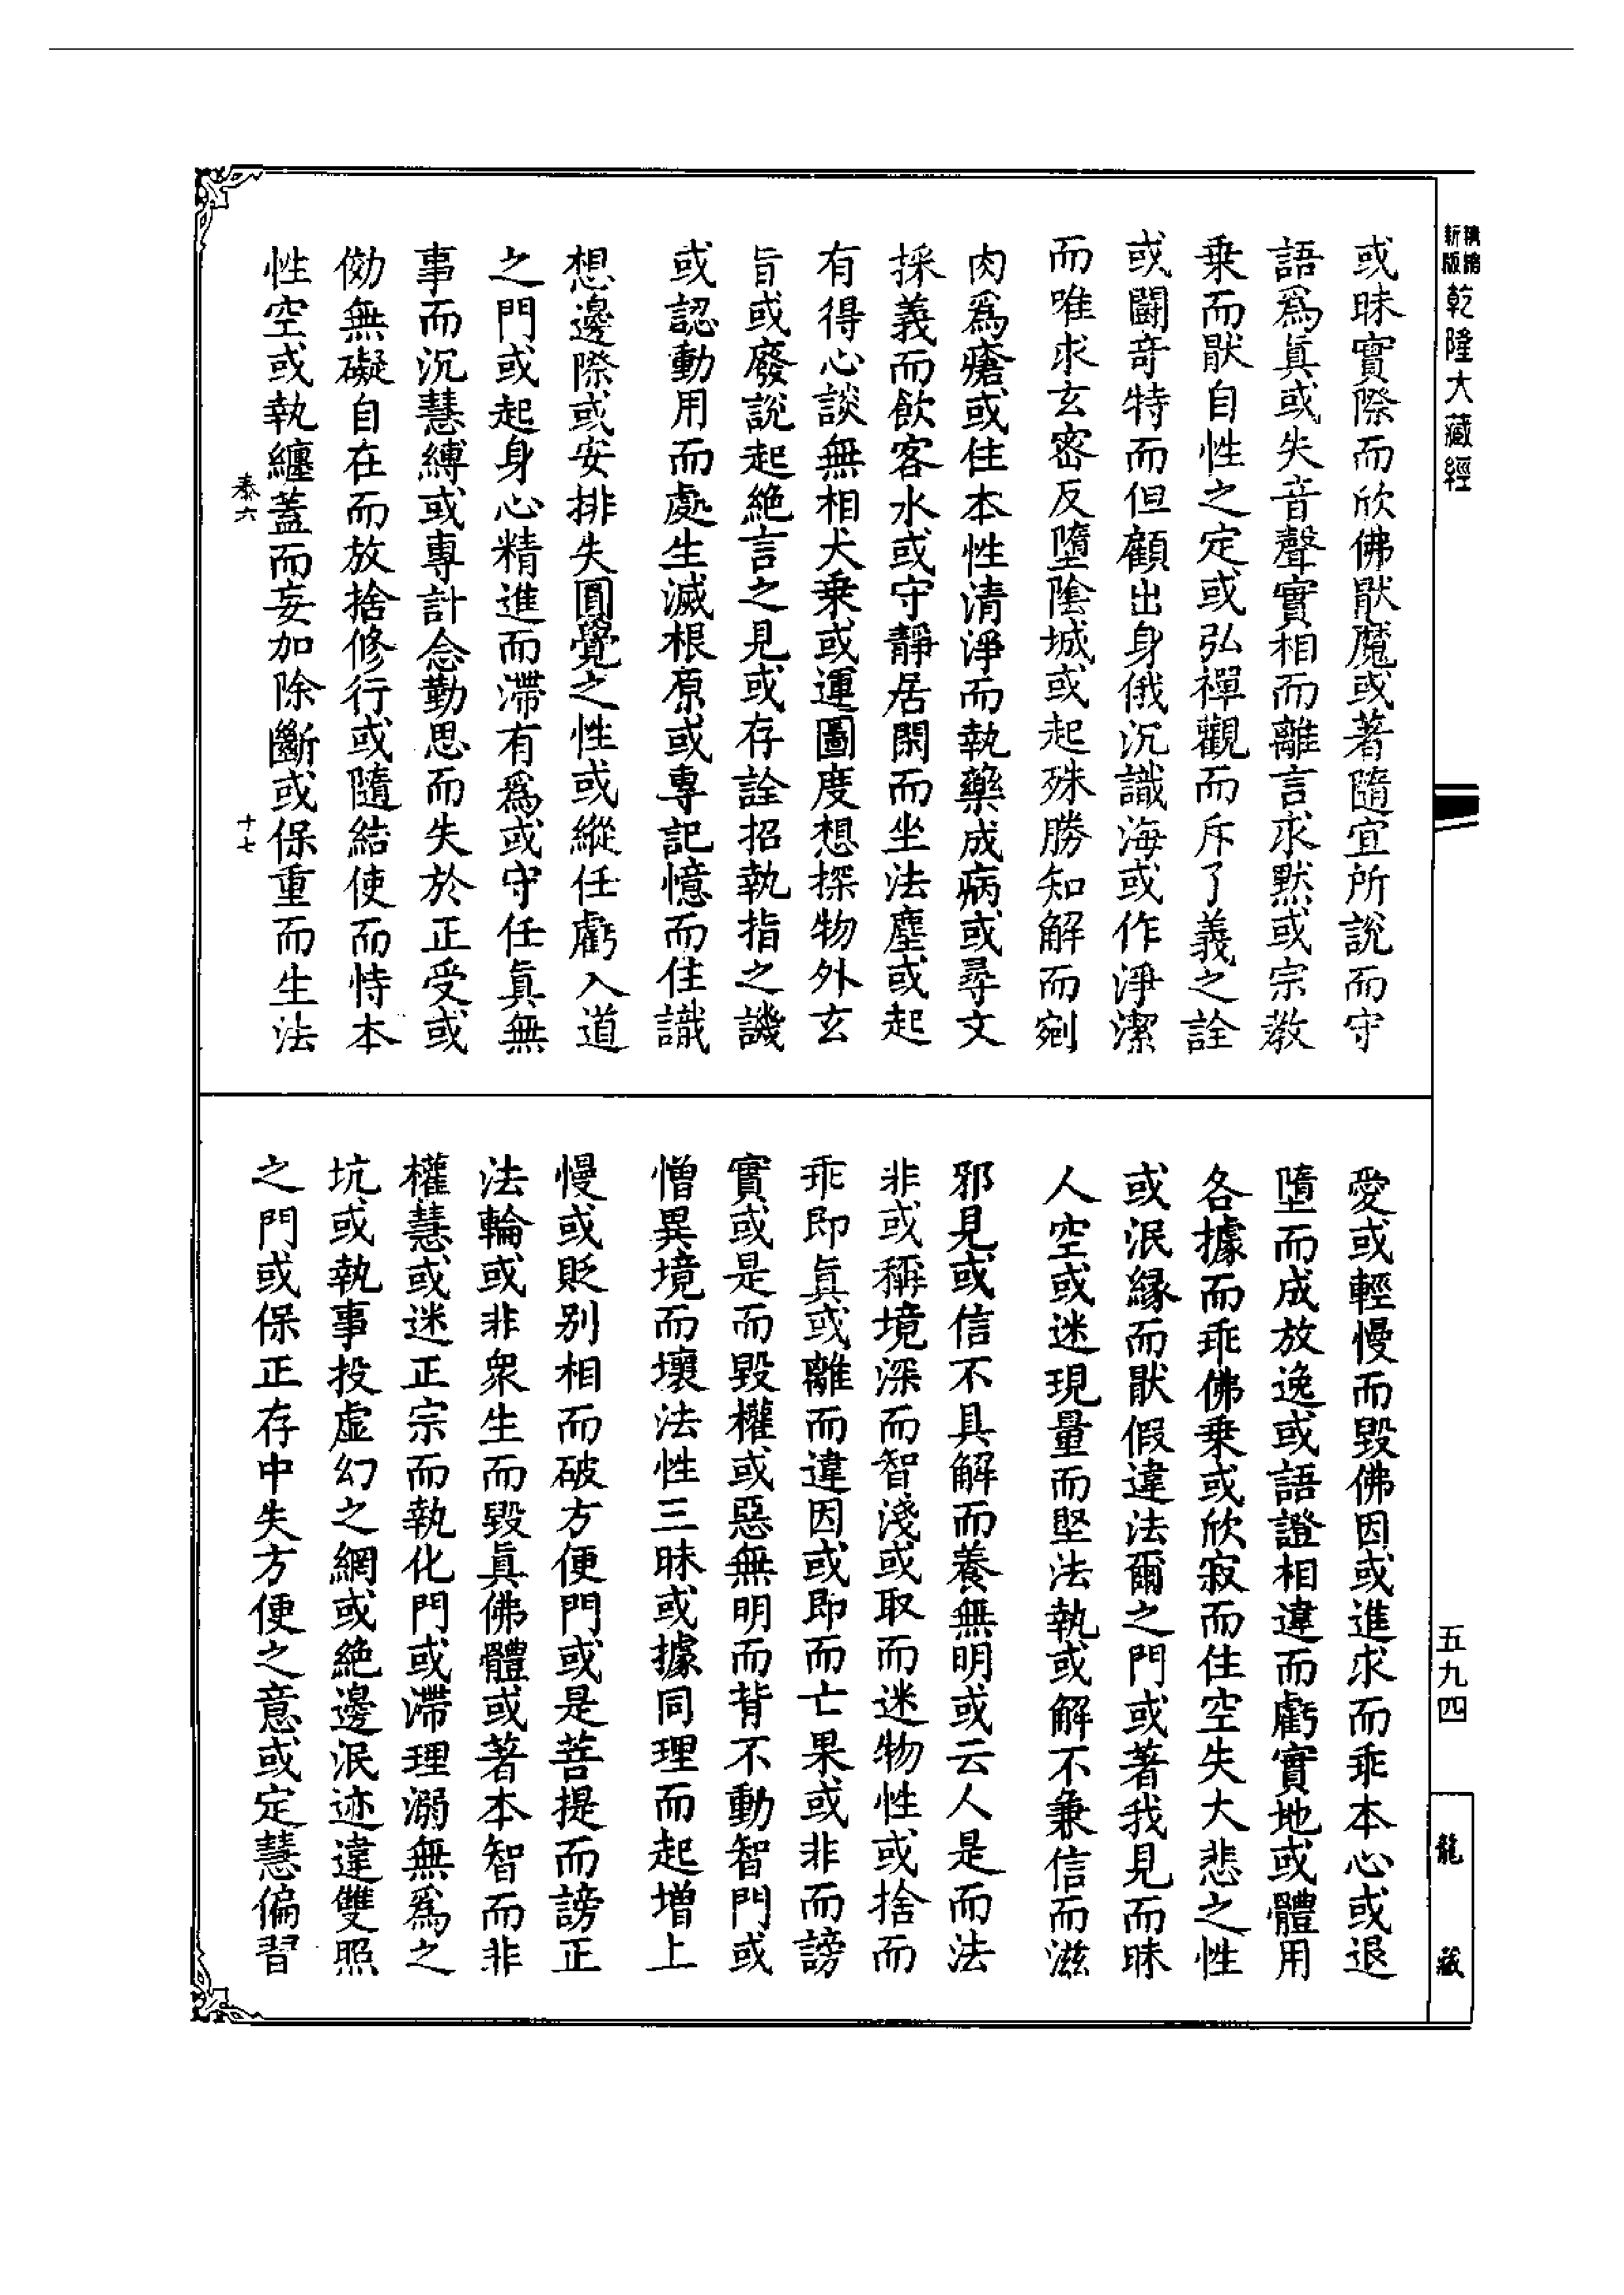 新版
精縮
乾隆大藏經
或昧實際而欣佛猒魔或著隨宜所說而守
語爲眞或失音聲實相而離言求默或宗教
乗而猒自性之定或弘禪觀而斥了義之詮
或鬪竒特而但顧出身俄沉識海或作淨潔
而唯求玄密反墮陰城或起殊勝知解而剜
肉爲瘡或住本性清淨而執藥成病或尋文
採義而飲客水或守靜居閑而坐法塵或起
有得心談無相大乗或運圖度想探物外玄
旨或廢說起絶言之見或存詮招執指之譏
或認動用而處生滅根原或專記憶而住識
想邊際或安排失圓覺之性或縱任虧入道
之門或起身心精進而滯有爲或守任眞無
事而沉慧縛或專計念勤思而失於正受或
傚無礙自在而放捨修行或隨結使而恃本
性空或執纏蓋而妄加除斷或保重而生法
泰六
十七
愛或輕慢而毀佛因或進求而乖本心或退
墮而成放逸或語證相違而虧實地或體用
各據而乖佛乗或欣寂而住空失大悲之性
或泯緣而猒假違法爾之門或著我見而昧
人空或迷現量而堅法執或解不兼信而滋
邪見或信不具解而養無明或云人是而法
非或稱境深而智淺或取而迷物性或捨而
乖即眞或離而違因或即而亡果或非而謗
實或是而毀權或惡無明而背不動智門或
憎異境而壞法性三昧或據同理而起增上
慢或貶别相而破方便門或是菩提而謗正
法輪或非衆生而毀眞佛體或著本智而非
權慧或迷正宗而執化門或滯理溺無爲之
坑或執事投虛幻之網或絶邊泯迹違雙照
之門或保正存中失方便之意或定慧偏習
五九四
龍藏